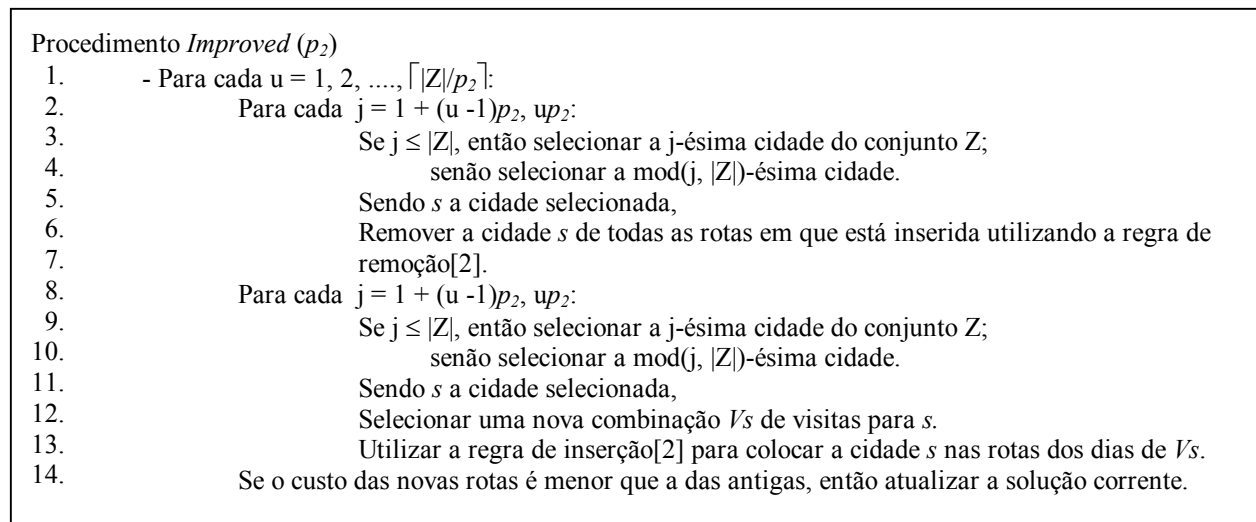 Procedimento Improved (p₂)
1. - Para cada u = 1, 2, ...., ⌈|Z|/p₂⌉:
2. Para cada j = 1 + (u -1)p₂, up₂:
3. Se j ≤ |Z|, então selecionar a j-ésima cidade do conjunto Z;
4. senão selecionar a mod(j, |Z|)-ésima cidade.
5. Sendo s a cidade selecionada,
6. Remover a cidade s de todas as rotas em que está inserida utilizando a regra de
7. remoção[2].
8. Para cada j = 1 + (u -1)p₂, up₂:
9. Se j ≤ |Z|, então selecionar a j-ésima cidade do conjunto Z;
10. senão selecionar a mod(j, |Z|)-ésima cidade.
11. Sendo s a cidade selecionada,
12. Selecionar uma nova combinação Vs de visitas para s.
13. Utilizar a regra de inserção[2] para colocar a cidade s nas rotas dos dias de Vs.
14. Se o custo das novas rotas é menor que a das antigas, então atualizar a solução corrente.